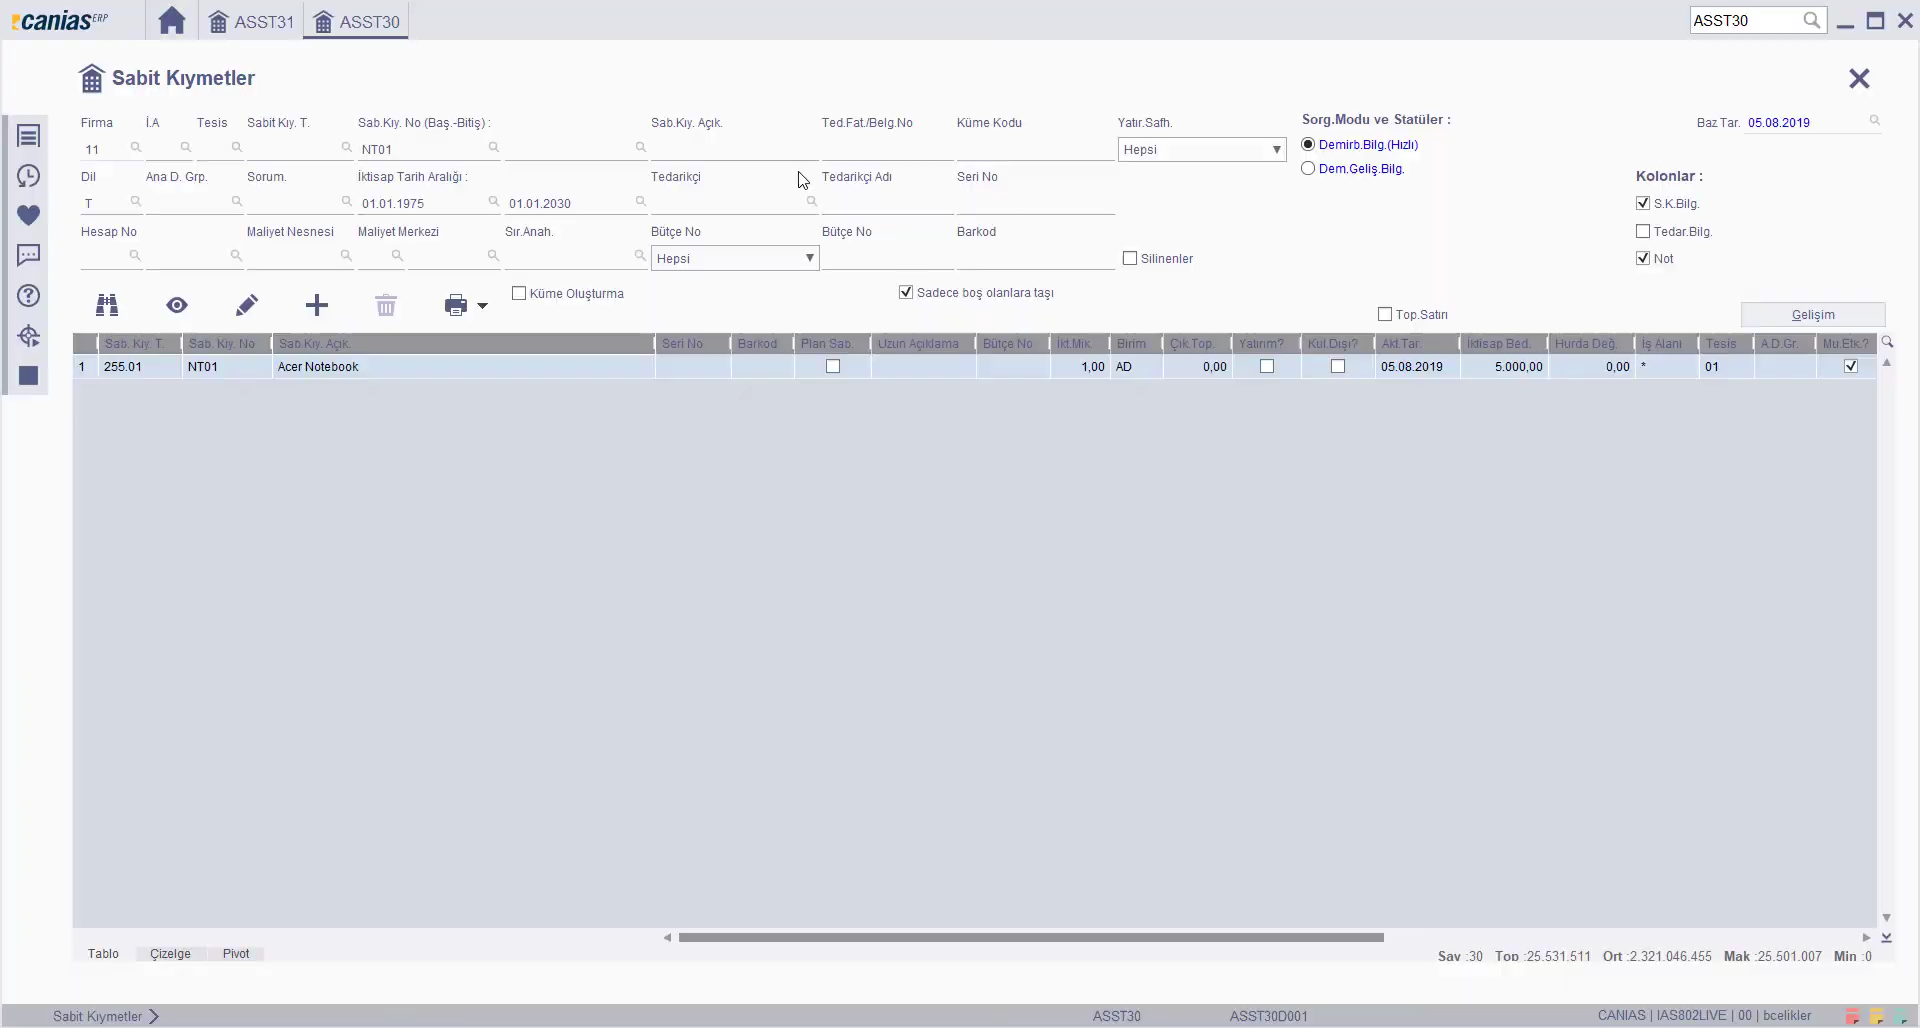 canias ERP ASST31 ASST30 ASST30
Sabit Kıymetler
Firma İ.A Tesis Sabit Kıy. T. Sab.Kıy. No (Baş.-Bitiş) : Sab.Kıy. Açık. Ted.Fat./Belg.No Küme Kodu Yatır.Safh. Sorg.Modu ve Statüler : Baz Tar. 05.08.2019
11 NT01 Hepsi Demirb.Bilg.(Hızlı)
Dem.Geliş.Bilg.
Dil Ana D. Grp. Sorum. İktisap Tarih Aralığı : Tedarikçi Tedarikçi Adı Seri No Kolonlar :
T 01.01.1975 01.01.2030 S.K.Bilg.
Hesap No Maliyet Nesnesi Maliyet Merkezi Sır.Anah. Bütçe No Bütçe No Barkod Tedar.Bilg.
Hepsi Silinenler Not
Küme Oluşturma Sadece boş olanlara taşı
Top.Satırı Gelişim
Sab. Kıy. T. Sab. Kıy. No Sab.Kıy. Açık. Seri No Barkod Plan Sab. Uzun Açıklama Bütçe No İkt.Mik. Birim Çık.Top. Yatırım? Kul.Dışı? Akt.Tar. İktisap Bed. Hurda Değ. İş Alanı Tesis A.D.Gr. Mu.Etk.?
1 255.01 NT01 Acer Notebook 1,00 AD 0,00 05.08.2019 5.000,00 0,00 * 01
Tablo Çizelge Pivot Say :30 Top :25.531.511 Ort :2.321.046.455 Mak :25.501.007 Min :0
Sabit Kıymetler ASST30 ASST30D001 CANIAS | IAS802LIVE | 00 | bcelikler